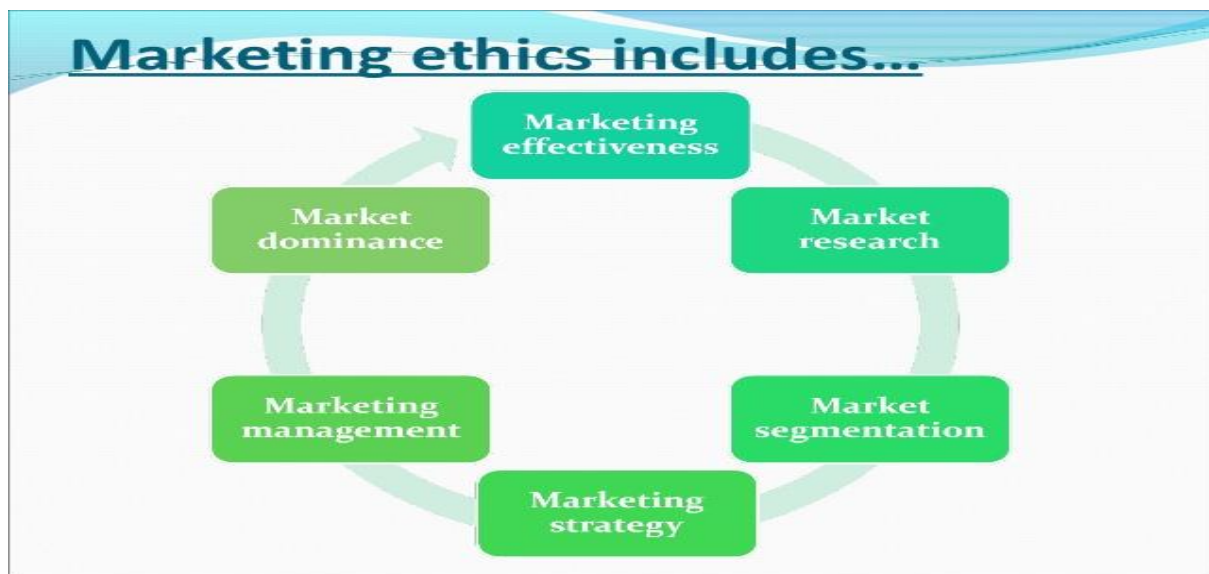 Marketing ethics includes...
Marketing
effectiveness
Market
research
Market
segmentation
Marketing
strategy
Marketing
management
Market
dominance